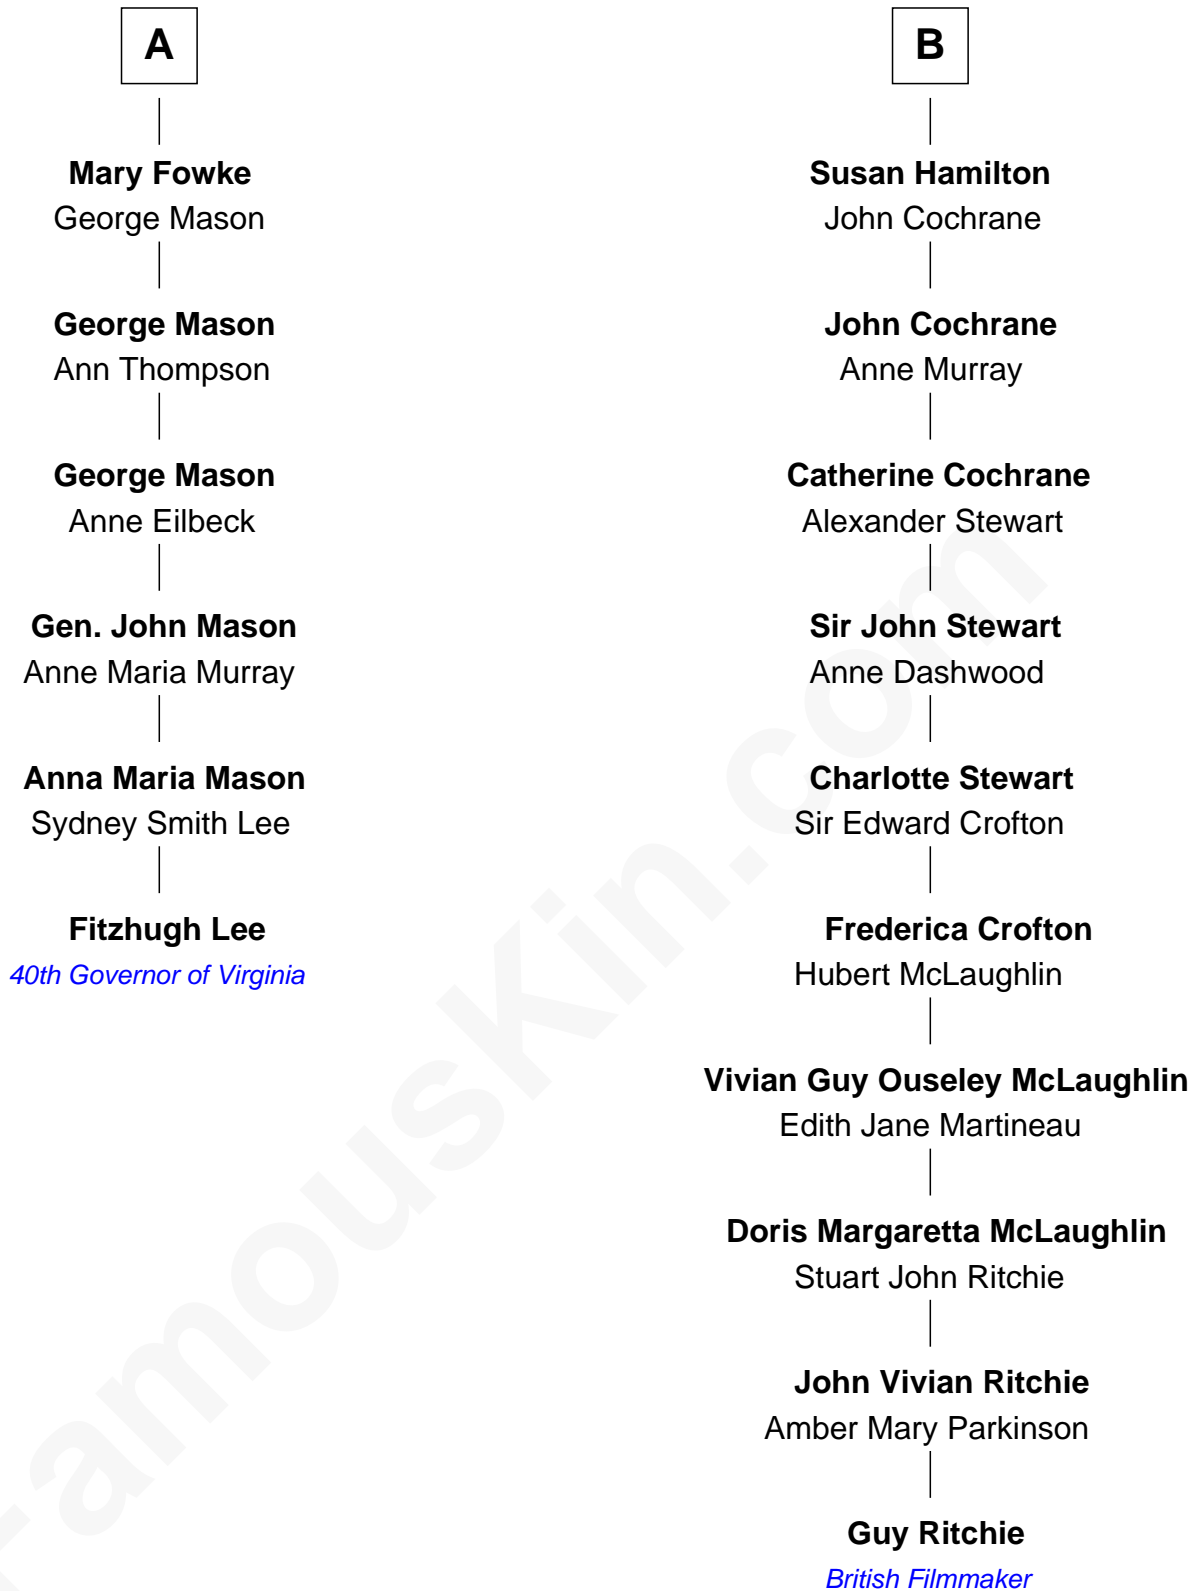 A
Mary Fowke
George Mason
George Mason
Ann Thompson
George Mason
Anne Eilbeck
Gen. John Mason
Anne Maria Murray
Anna Maria Mason
Sydney Smith Lee
Fitzhugh Lee
40th Governor of Virginia
B
Susan Hamilton
John Cochrane
John Cochrane
Anne Murray
Catherine Cochrane
Alexander Stewart
Sir John Stewart
Anne Dashwood
Charlotte Stewart
Sir Edward Crofton
Frederica Crofton
Hubert McLaughlin
Vivian Guy Ouseley McLaughlin
Edith Jane Martineau
Doris Margaretta McLaughlin
Stuart John Ritchie
John Vivian Ritchie
Amber Mary Parkinson
Guy Ritchie
British Filmmaker
FamousKin.com